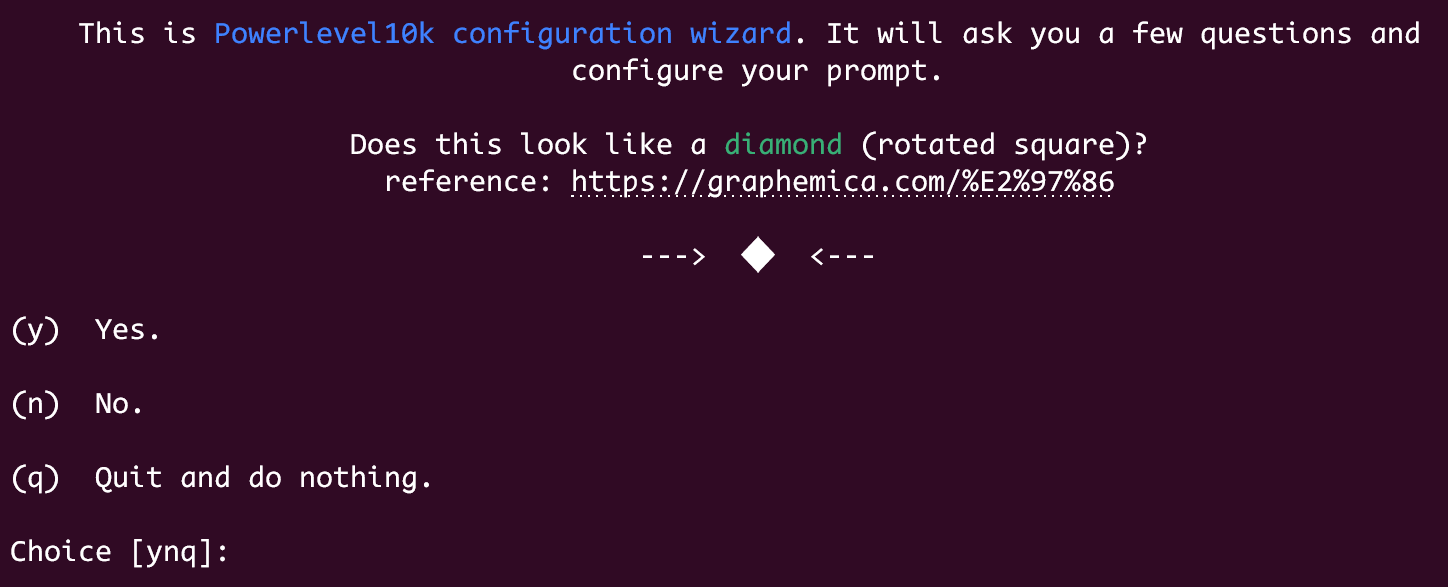 This is Powerlevel10k configuration wizard. It will ask you a few questions and
configure your prompt.
Does this look like a diamond (rotated square)?
reference: https://graphemica.com/%E2%97%86
---> ◆ <---
(y) Yes.
(n) No.
(q) Quit and do nothing.
Choice [ynq]: